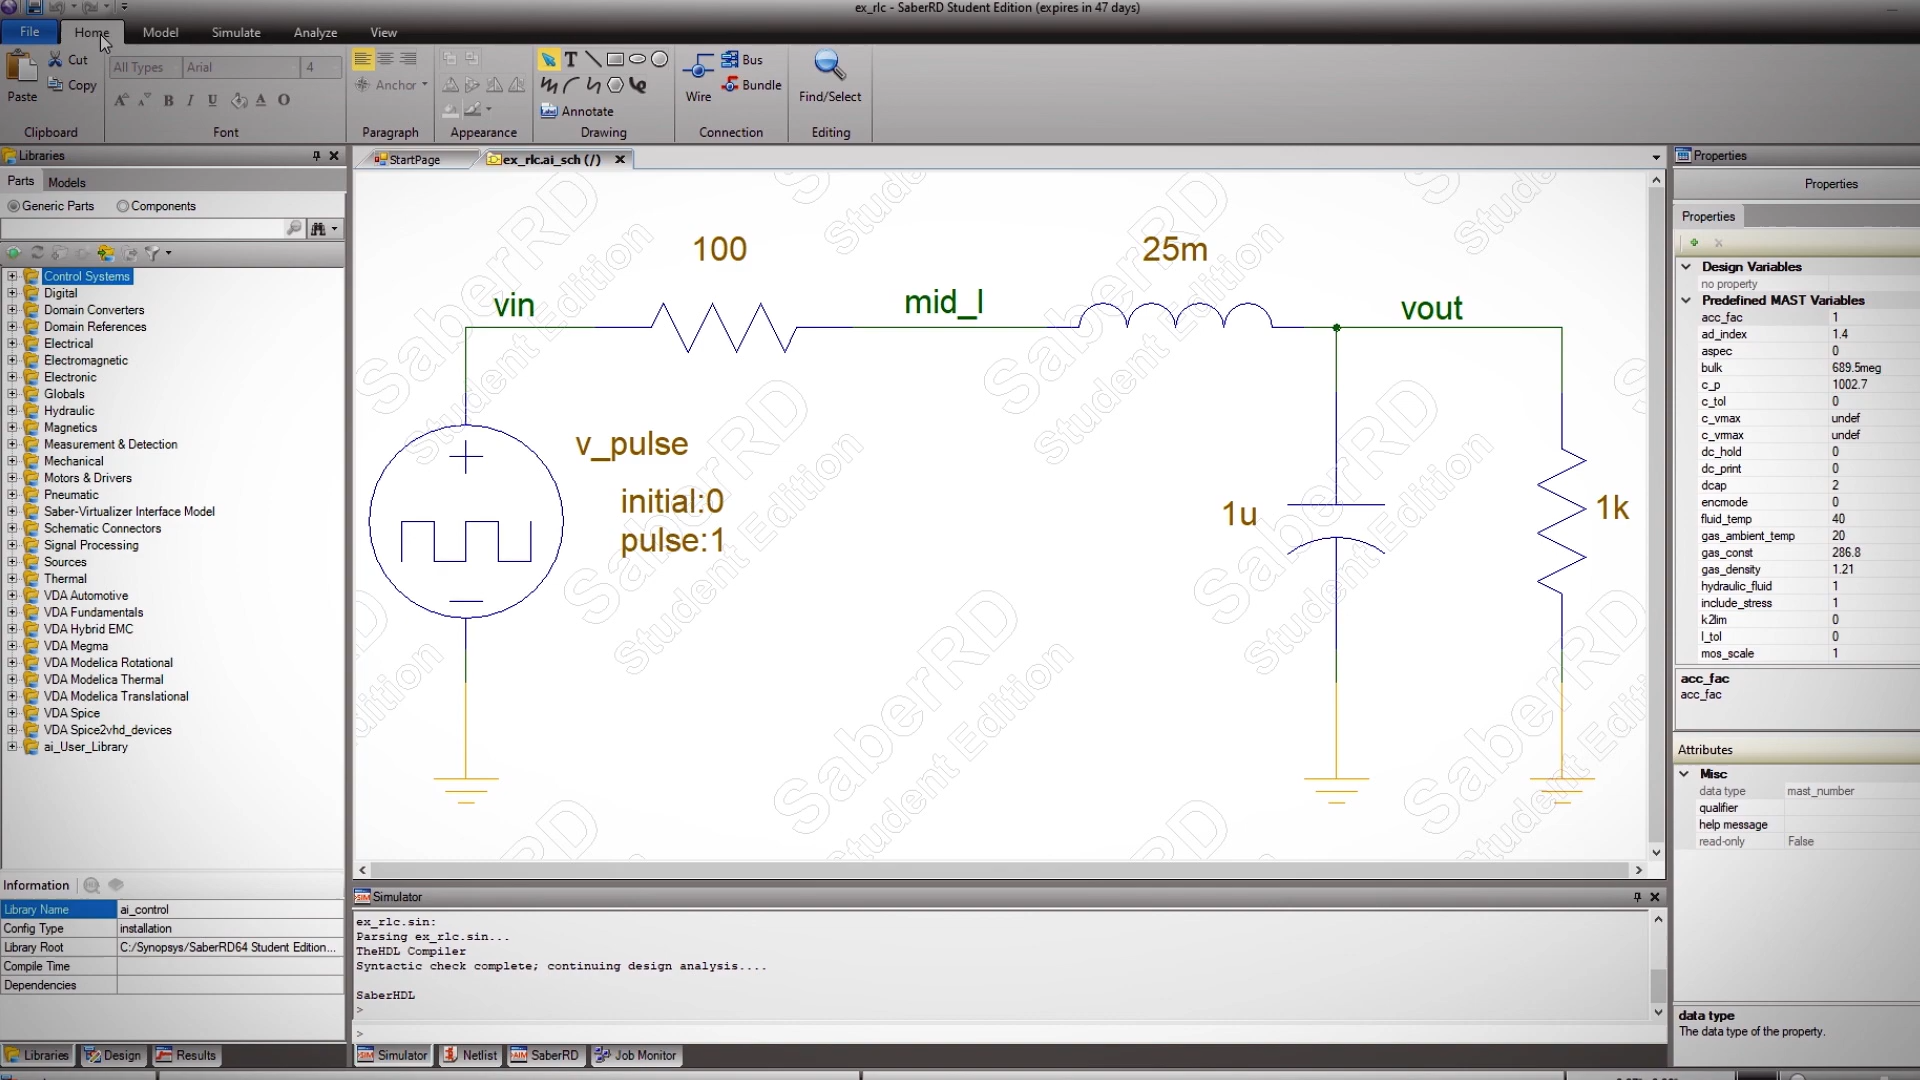 ex_rlc - SaberRD Student Edition (expires in 47 days)
File Home Model Simulate Analyze View
Paste Cut Copy
Clipboard
All Types Arial 4
A A B I U A O
Font
Anchor
Paragraph
Appearance
T
Annotate
Drawing
Wire Bus Bundle
Connection
Find/Select
Editing
Libraries
Parts Models
Generic Parts Components
Control Systems
Digital
Domain Converters
Domain References
Electrical
Electromagnetic
Electronic
Globals
Hydraulic
Magnetics
Measurement & Detection
Mechanical
Motors & Drivers
Pneumatic
Saber-Virtualizer Interface Model
Schematic Connectors
Signal Processing
Sources
Thermal
VDA Automotive
VDA Fundamentals
VDA Hybrid EMC
VDA Megma
VDA Modelica Rotational
VDA Modelica Thermal
VDA Modelica Translational
VDA Spice
VDA Spice2vhd_devices
ai_User_Library
Information
Library Name ai_control
Config Type installation
Library Root C:/Synopsys/SaberRD64 Student Edition...
Compile Time
Dependencies
Libraries Design Results
StartPage ex_rlc.ai_sch (/)
SaberRD
Student Edition
100
25m
vin
mid_l
vout
v_pulse
initial:0
pulse:1
1u
1k
Simulator
ex_rlc.sin:
Parsing ex_rlc.sin...
TheHDL Compiler
Syntactic check complete; continuing design analysis....
SaberHDL
>
>
Simulator Netlist SaberRD Job Monitor
Properties
Properties
Properties
Design Variables
no property
Predefined MAST Variables
acc_fac 1
ad_index 1.4
aspec 0
bulk 689.5meg
c_p 1002.7
c_tol 0
c_vmax undef
c_vrmax undef
dc_hold 0
dc_print 0
dcap 2
encmode 0
fluid_temp 40
gas_ambient_temp 20
gas_const 286.8
gas_density 1.21
hydraulic_fluid 1
include_stress 1
k2lim 0
l_tol 0
mos_scale 1
acc_fac
acc_fac
Attributes
Misc
data type mast_number
qualifier
help message
read-only False
data type
The data type of the property.